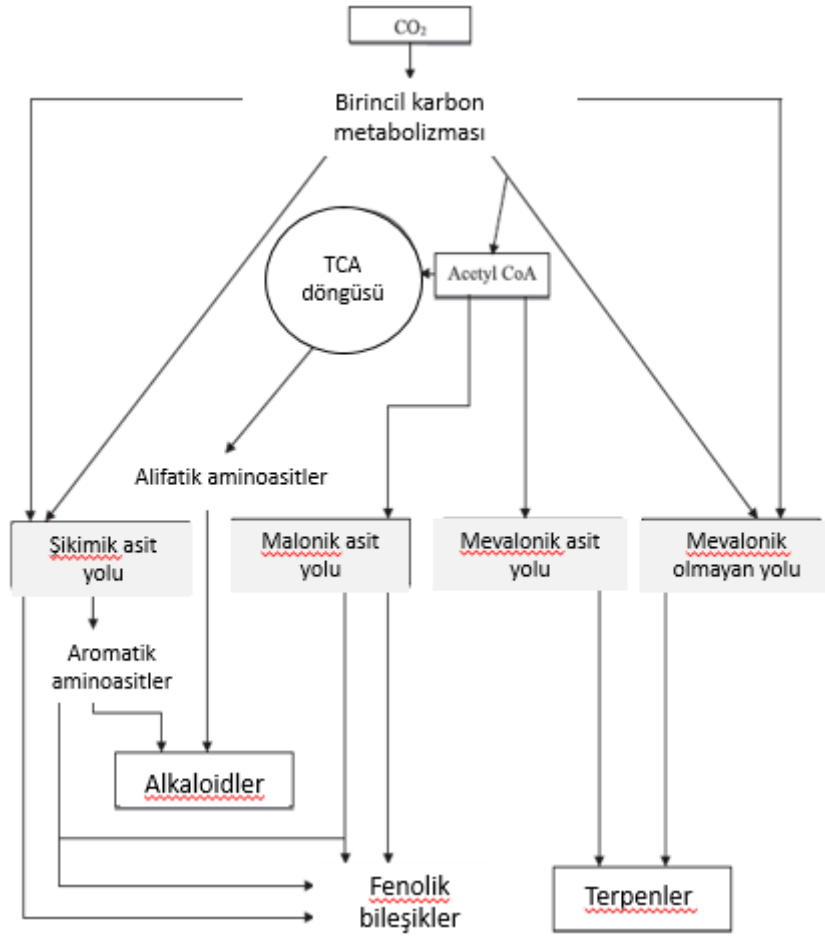 CO₂
Birincil karbon
metabolizması
TCA
döngüsü
Acetyl CoA
Alifatik aminoasitler
Şikimik asit
yolu
Malonik asit
yolu
Mevalonik asit
yolu
Mevalonik
olmayan yolu
Aromatik
aminoasitler
Alkaloidler
Fenolik
bileşikler
Terpenler